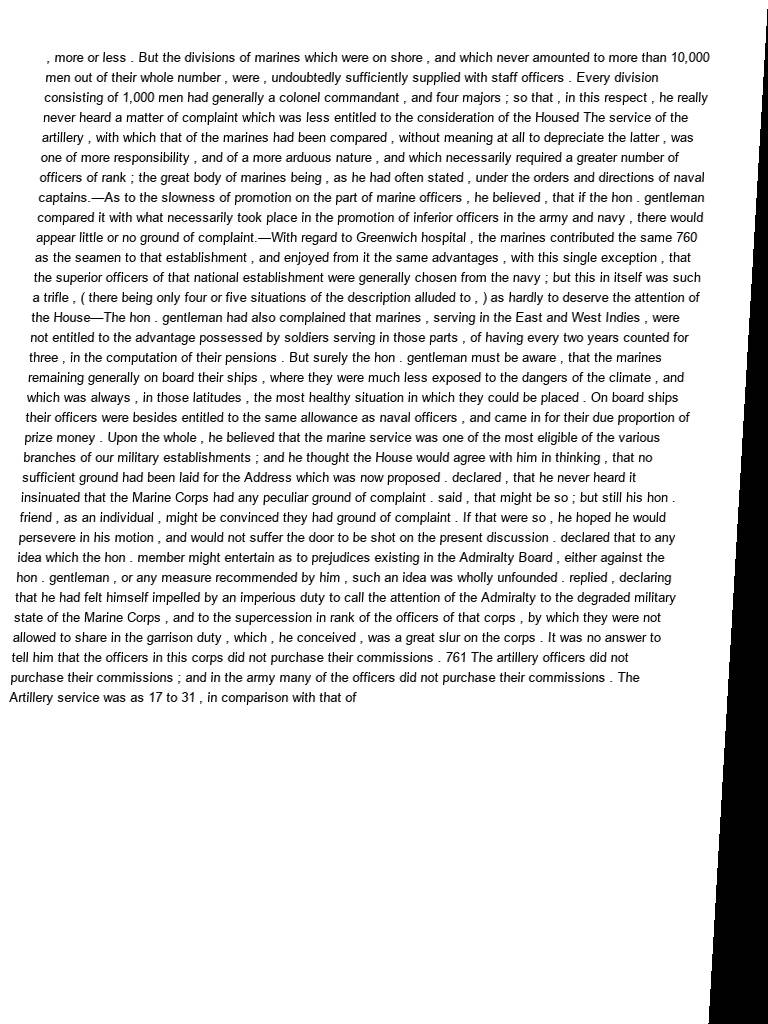 , more or less . But the divisions of marines which were on shore , and which never amounted to more than 10,000
men out of their whole number , were , undoubtedly sufficiently supplied with staff officers . Every division
consisting of 1,000 men had generally a colonel commandant , and four majors ; so that , in this respect , he really
never heard a matter of complaint which was less entitled to the consideration of the Housed The service of the
artillery , with which that of the marines had been compared , without meaning at all to depreciate the latter , was
one of more responsibility , and of a more arduous nature , and which necessarily required a greater number of
officers of rank ; the great body of marines being , as he had often stated , under the orders and directions of naval
captains.—As to the slowness of promotion on the part of marine officers , he believed , that if the hon . gentleman
compared it with what necessarily took place in the promotion of inferior officers in the army and navy , there would
appear little or no ground of complaint.—With regard to Greenwich hospital , the marines contributed the same 760
as the seamen to that establishment , and enjoyed from it the same advantages , with this single exception , that
the superior officers of that national establishment were generally chosen from the navy ; but this in itself was such
a trifle , ( there being only four or five situations of the description alluded to , ) as hardly to deserve the attention of
the House—The hon . gentleman had also complained that marines , serving in the East and West Indies , were
not entitled to the advantage possessed by soldiers serving in those parts , of having every two years counted for
three , in the computation of their pensions . But surely the hon . gentleman must be aware , that the marines
remaining generally on board their ships , where they were much less exposed to the dangers of the climate , and
which was always , in those latitudes , the most healthy situation in which they could be placed . On board ships
their officers were besides entitled to the same allowance as naval officers , and came in for their due proportion of
prize money . Upon the whole , he believed that the marine service was one of the most eligible of the various
branches of our military establishments ; and he thought the House would agree with him in thinking , that no
sufficient ground had been laid for the Address which was now proposed . declared , that he never heard it
insinuated that the Marine Corps had any peculiar ground of complaint . said , that might be so ; but still his hon .
friend , as an individual , might be convinced they had ground of complaint . If that were so , he hoped he would
persevere in his motion , and would not suffer the door to be shot on the present discussion . declared that to any
idea which the hon . member might entertain as to prejudices existing in the Admiralty Board , either against the
hon . gentleman , or any measure recommended by him , such an idea was wholly unfounded . replied , declaring
that he had felt himself impelled by an imperious duty to call the attention of the Admiralty to the degraded military
state of the Marine Corps , and to the supercession in rank of the officers of that corps , by which they were not
allowed to share in the garrison duty , which , he conceived , was a great slur on the corps . It was no answer to
tell him that the officers in this corps did not purchase their commissions . 761 The artillery officers did not
purchase their commissions ; and in the army many of the officers did not purchase their commissions . The
Artillery service was as 17 to 31 , in comparison with that of